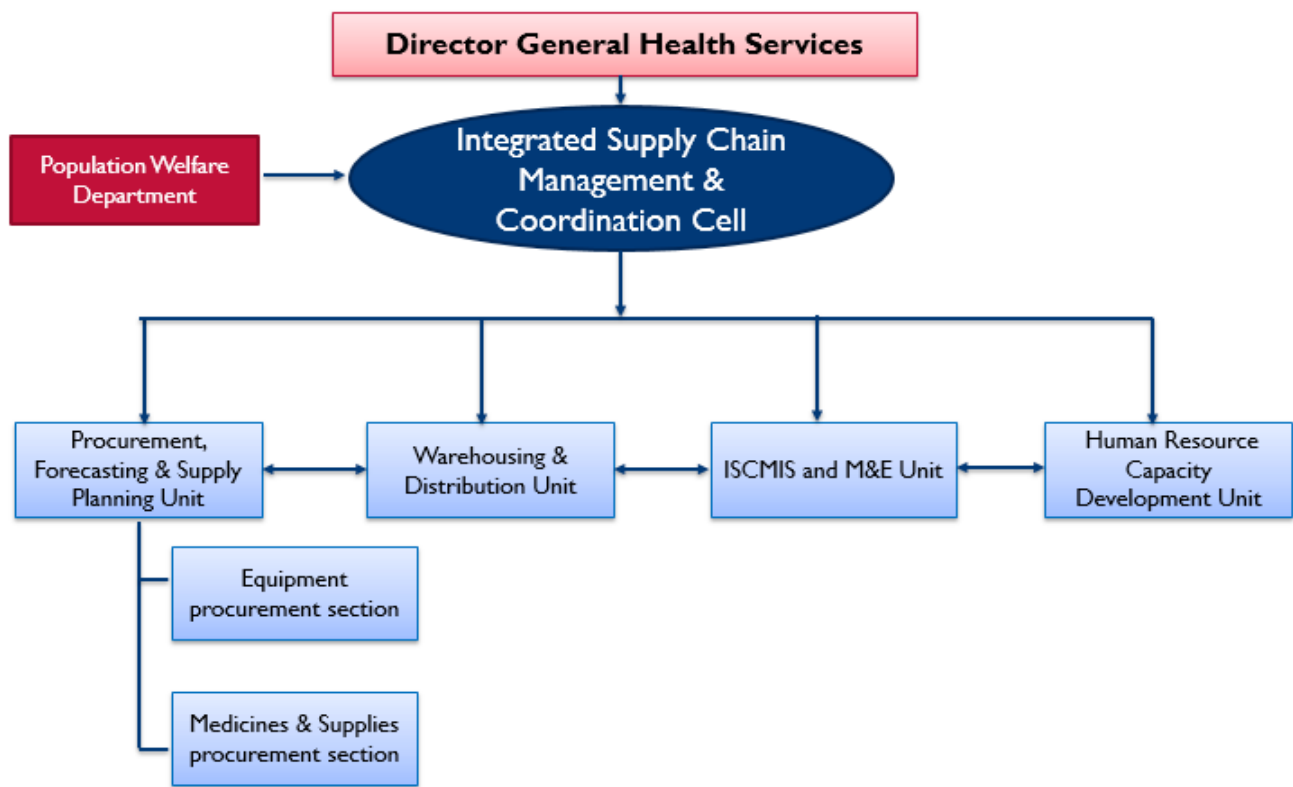 Director General Health Services
Integrated Supply Chain
Management &
Coordination Cell
Population Welfare
Department
Procurement,
Forecasting & Supply
Planning Unit
Warehousing &
Distribution Unit
ISCMIS and M&E Unit
Human Resource
Capacity
Development Unit
Equipment
procurement section
Medicines & Supplies
procurement section